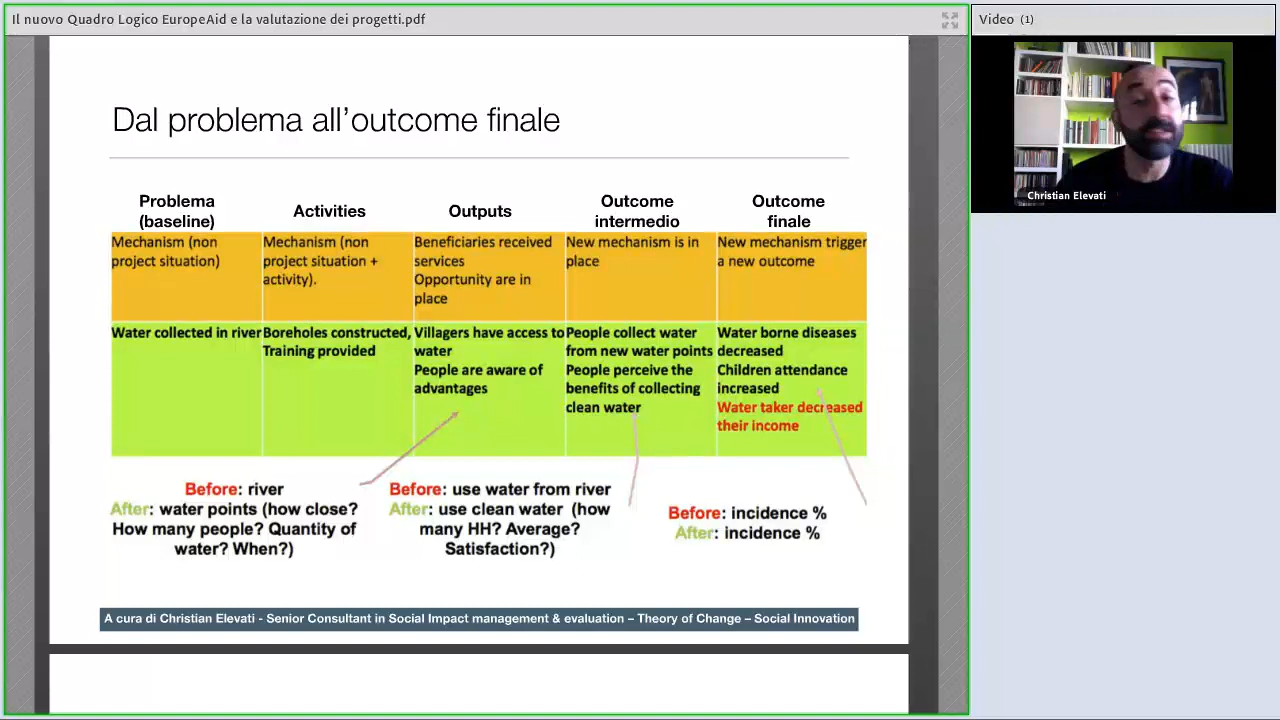 Il nuovo Quadro Logico EuropeAid e la valutazione dei progetti.pdf
Video (1)
Christian Elevati
Dal problema all'outcome finale
Problema
(baseline)
Activities
Outputs
Outcome
intermedio
Outcome
finale
Mechanism (non
project situation)
Mechanism (non
project situation +
activity).
Beneficiaries received
services
Opportunity are in
place
New mechanism is in
place
New mechanism trigger
a new outcome
Water collected in river
Boreholes constructed,
Training provided
Villagers have access to
water
People are aware of
advantages
People collect water
from new water points
People perceive the
benefits of collecting
clean water
Water borne diseases
decreased
Children attendance
increased
Water taker decreased
their income
Before: river
After: water points (how close?
How many people? Quantity of
water? When?)
Before: use water from river
After: use clean water (how
many HH? Average?
Satisfaction?)
Before: incidence %
After: incidence %
A cura di Christian Elevati - Senior Consultant in Social Impact management & evaluation – Theory of Change – Social Innovation